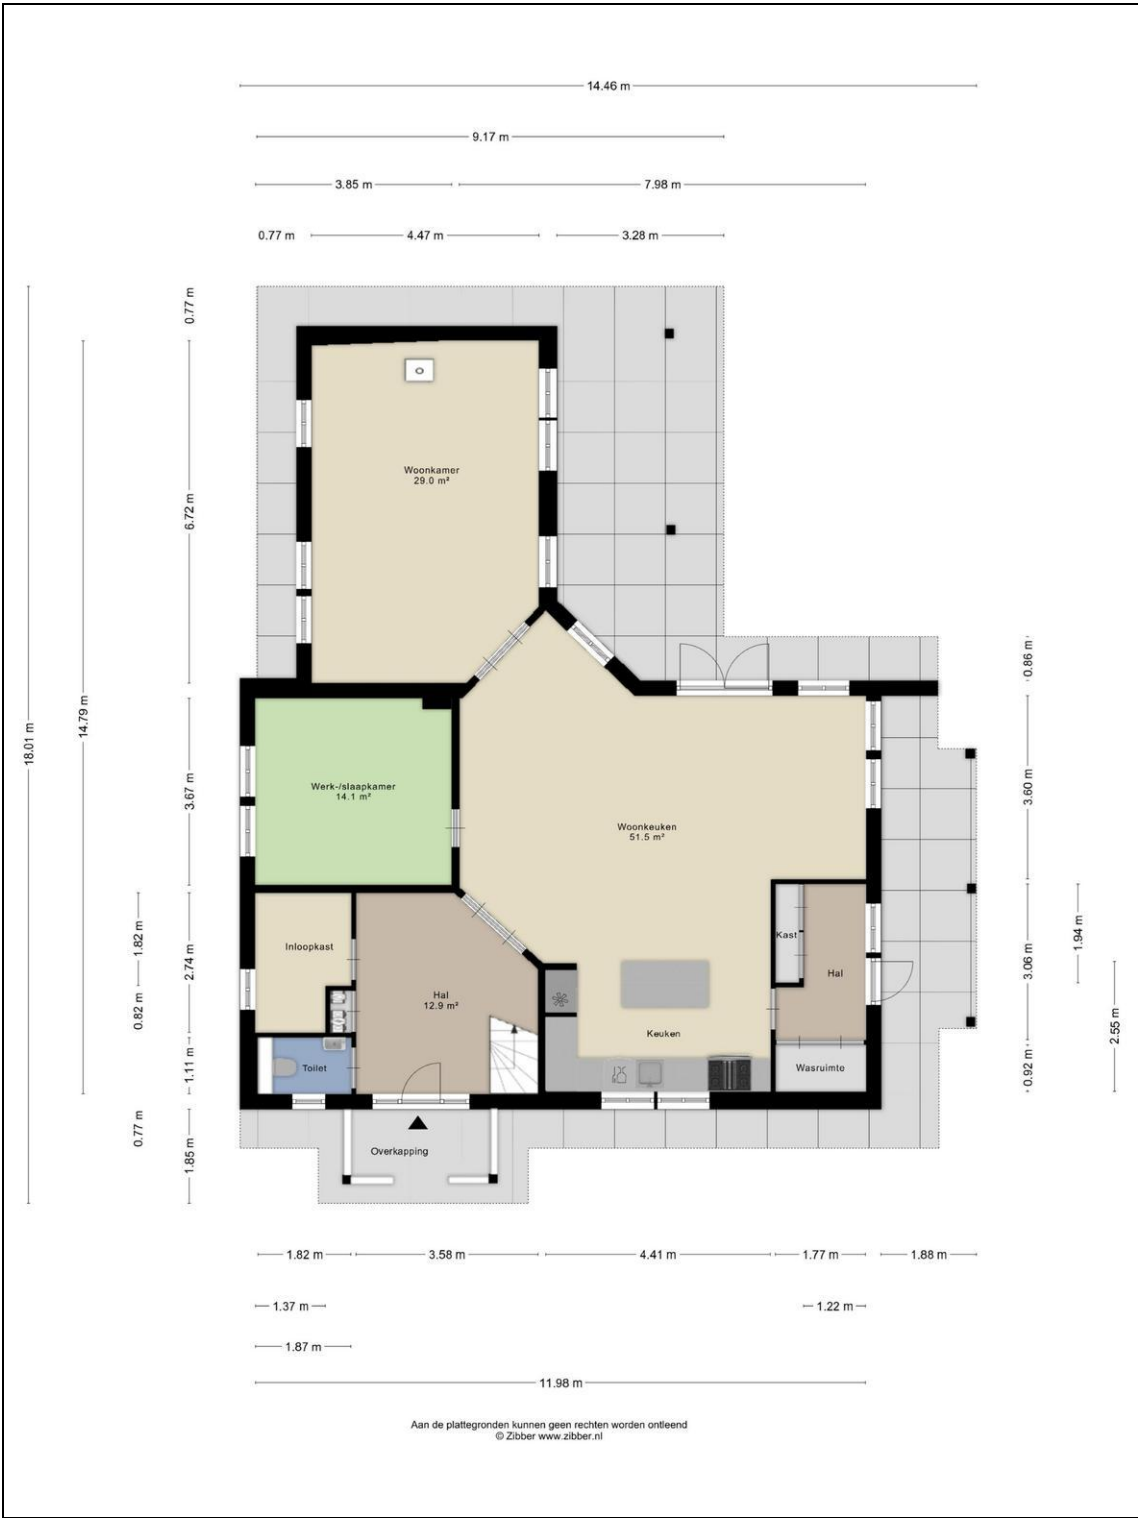 14.46 m
9.17 m
3.85 m
7.98 m
0.77 m
4.47 m
3.28 m
0.77 m
6.72 m
14.79 m
18.01 m
3.67 m
1.82 m
2.74 m
0.82 m
1.11 m
0.77 m
1.85 m
Woonkamer
29.0 m²
Werk-/slaapkamer
14.1 m²
Woonkeuken
51.5 m²
Inloopkast
Hal
12.9 m²
Kast
Hal
Keuken
Toilet
Wasruimte
Overkapping
0.86 m
3.60 m
3.06 m
1.94 m
2.55 m
0.92 m
1.82 m
3.58 m
4.41 m
1.77 m
1.88 m
1.37 m
1.22 m
1.87 m
11.98 m
Aan de plattegronden kunnen geen rechten worden ontleend
© Zibber www.zibber.nl